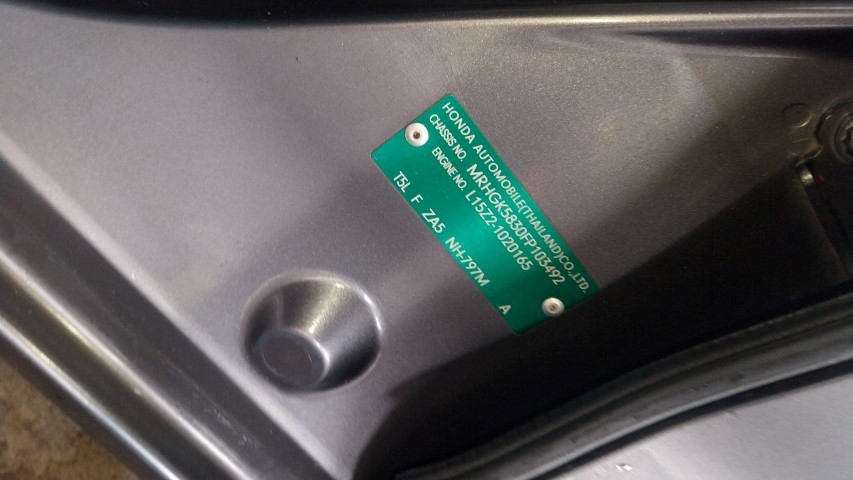 HONDA AUTOMOBILE(THAILAND)CO.,LTD.
CHASSIS NO. MRHGK5830FP103492
ENGINE NO. L15Z2-1020165
T5L F ZA5 NH-797M A